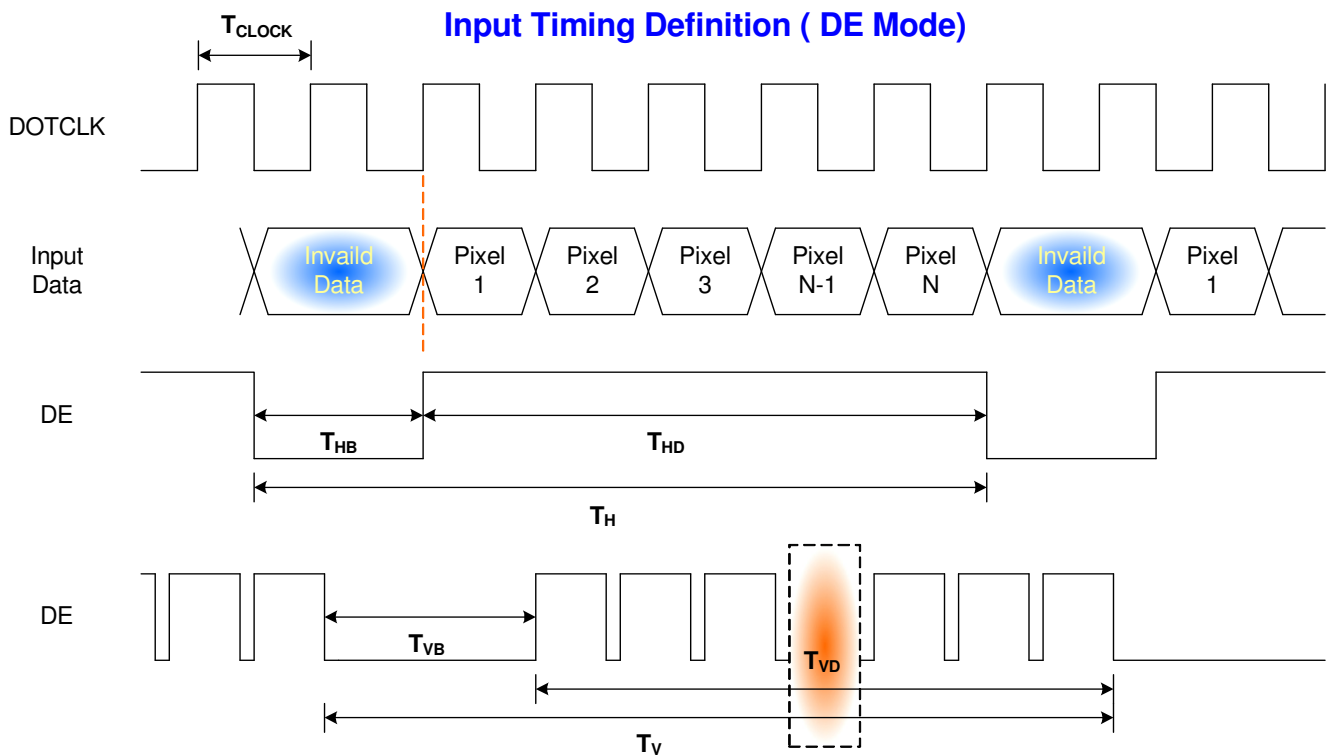 Input Timing Definition ( DE Mode)
TCLOCK
DOTCLK
Input
Data
Invaild
Data
Pixel
1
Pixel
2
Pixel
3
Pixel
N-1
Pixel
N
Invaild
Data
Pixel
1
DE
THB
THD
TH
DE
TVB
TVD
TV